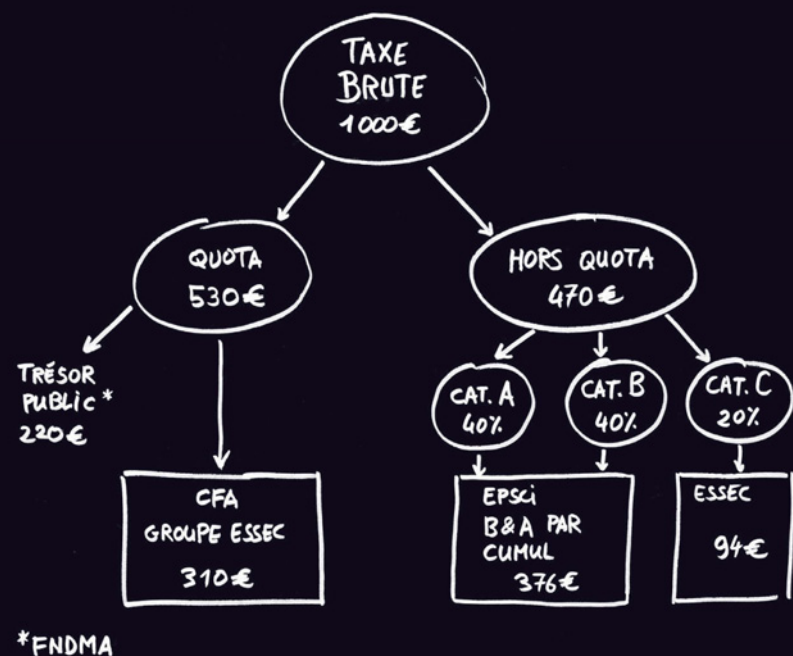 TAXE
BRUTE
1000€
QUOTA
530€
HORS QUOTA
470€
TRÉSOR
PUBLIC*
220€
CAT. A
40%
CAT. B
40%
CAT. C
20%
CFA
GROUPE ESSEC
310€
EPSCi
B&A PAR
CUMUL
376€
ESSEC
94€
*FNDMA